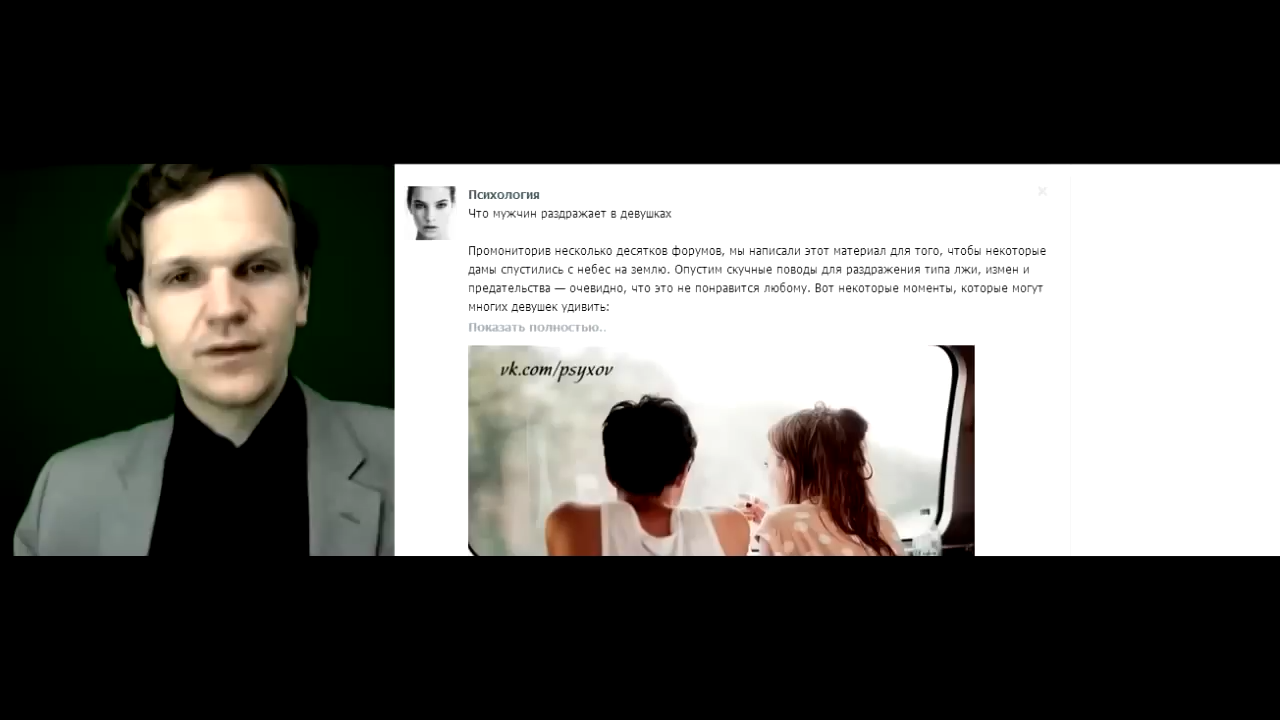 Психология
Что мужчин раздражает в девушках
Промониторив несколько десятков форумов, мы написали этот материал для того, чтобы некоторые
дамы спустились с небес на землю. Опустим скучные поводы для раздражения типа лжи, измен и
предательства — очевидно, что это не понравится любому. Вот некоторые моменты, которые могут
многих девушек удивить:
Показать полностью..
vk.com/psyxov